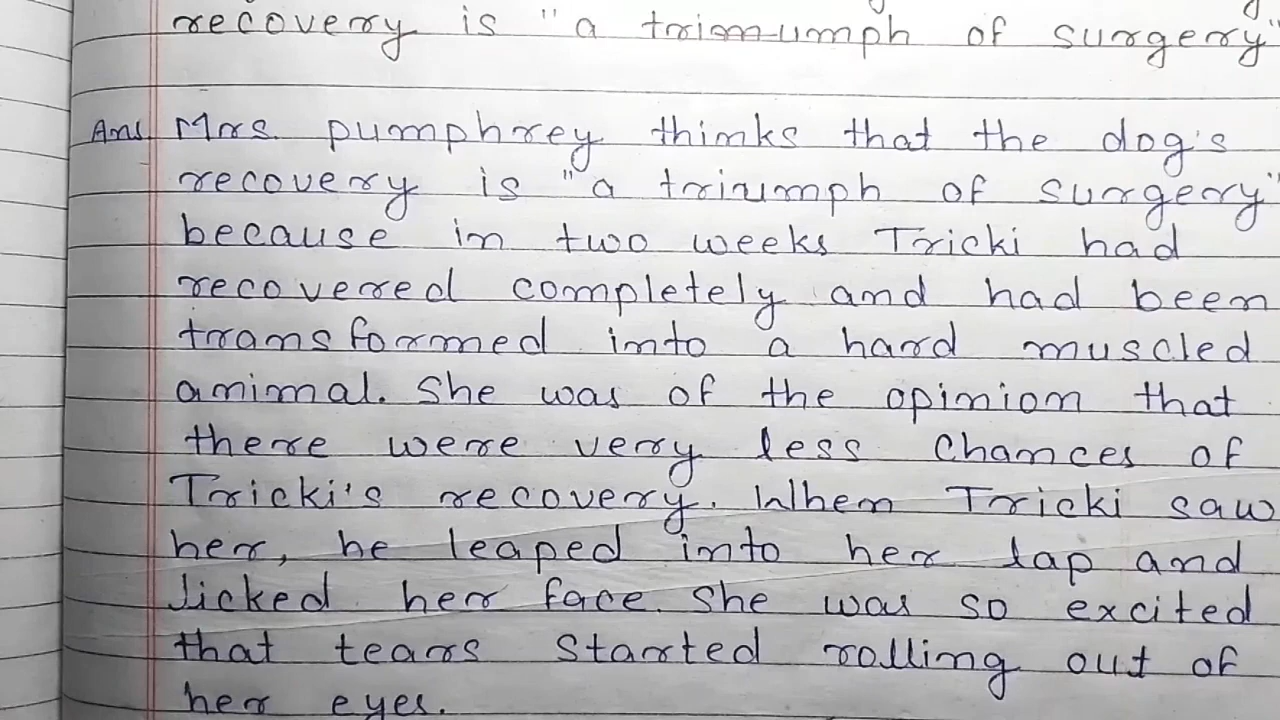 recovery is "a trimumph of surgery"
Ans Mrs. pumphrey thinks that the dog's
recovery is "a triumph of surgery"
because in two weeks Tricki had
recovered completely and had been
transformed into a hard muscled
animal. She was of the opinion that
there were very less chances of
Tricki's recovery. When Tricki saw
her, he leaped into her lap and
licked her face. She was so excited
that tears started rolling out of
her eyes.